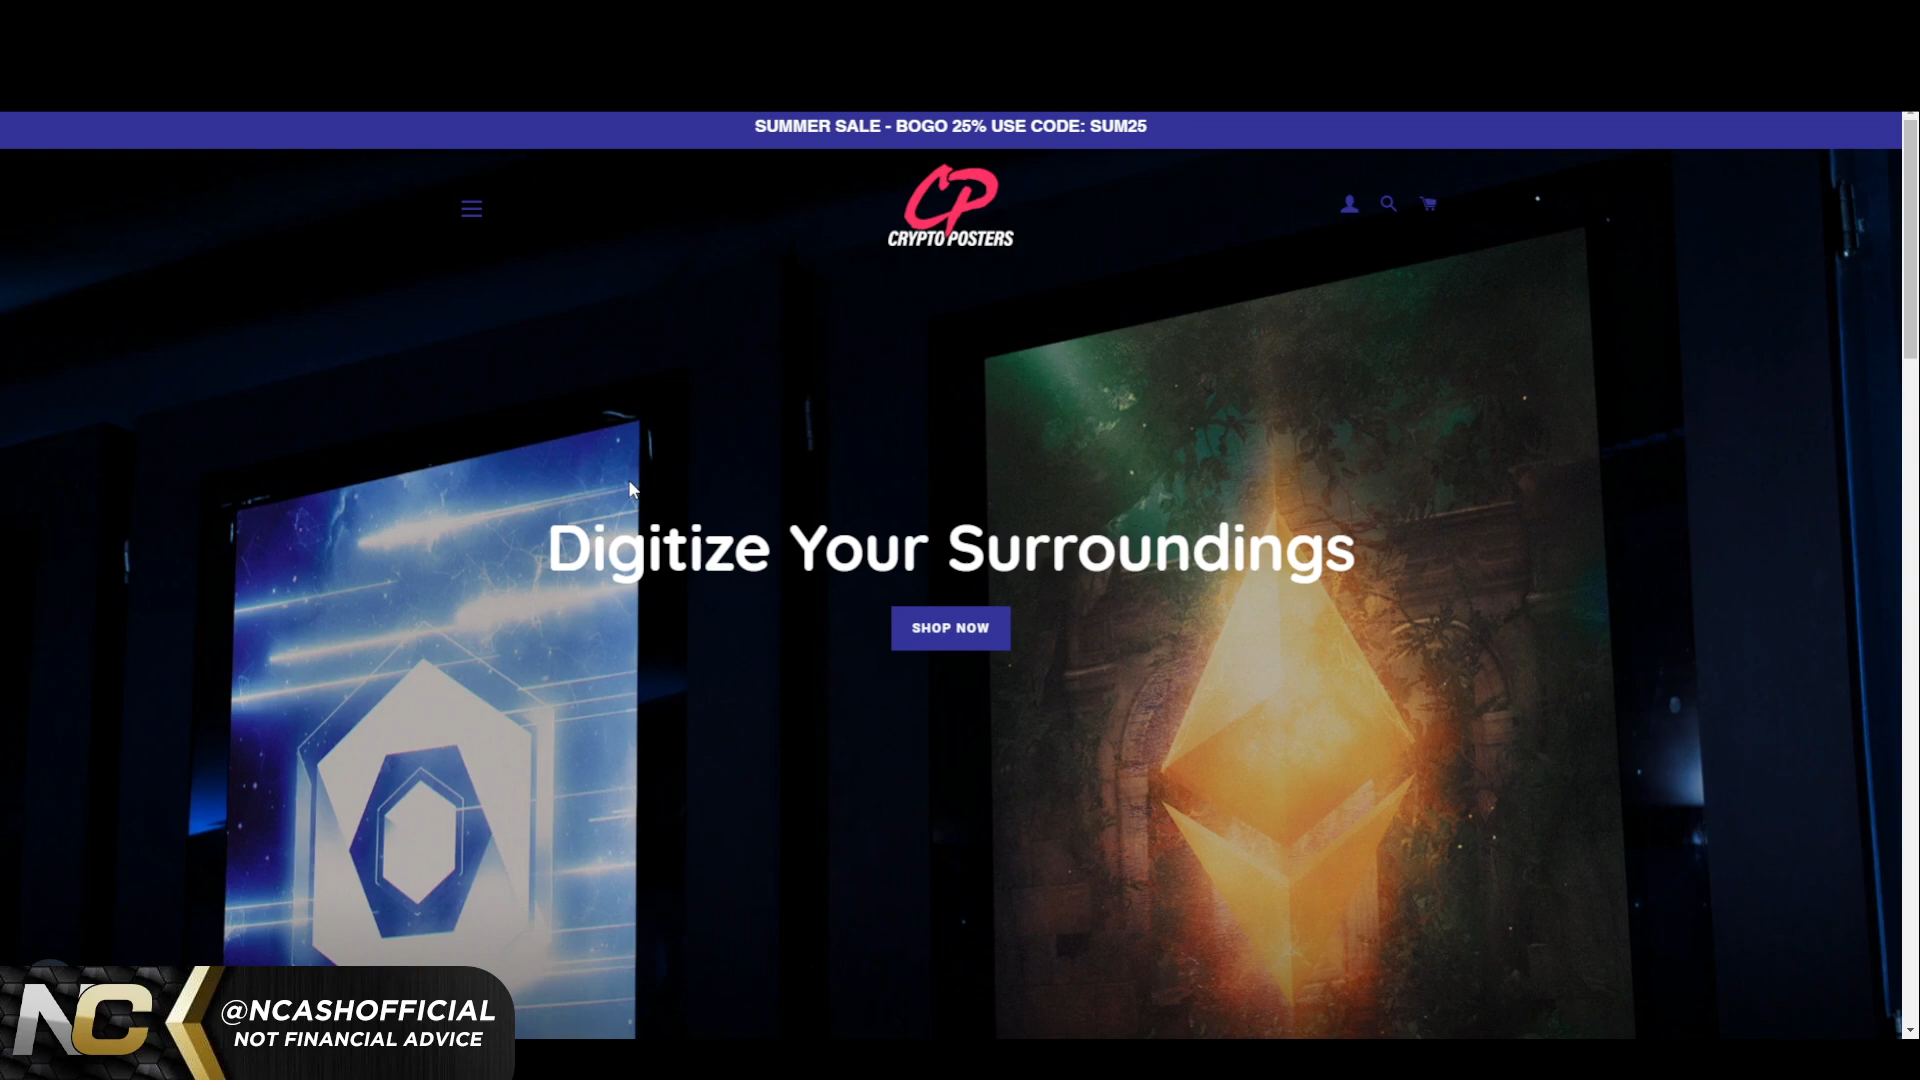 SUMMER SALE - BOGO 25% USE CODE: SUM25
CP
CRYPTO POSTERS
Digitize Your Surroundings
SHOP NOW
NC
@NCASHOFFICIAL
NOT FINANCIAL ADVICE